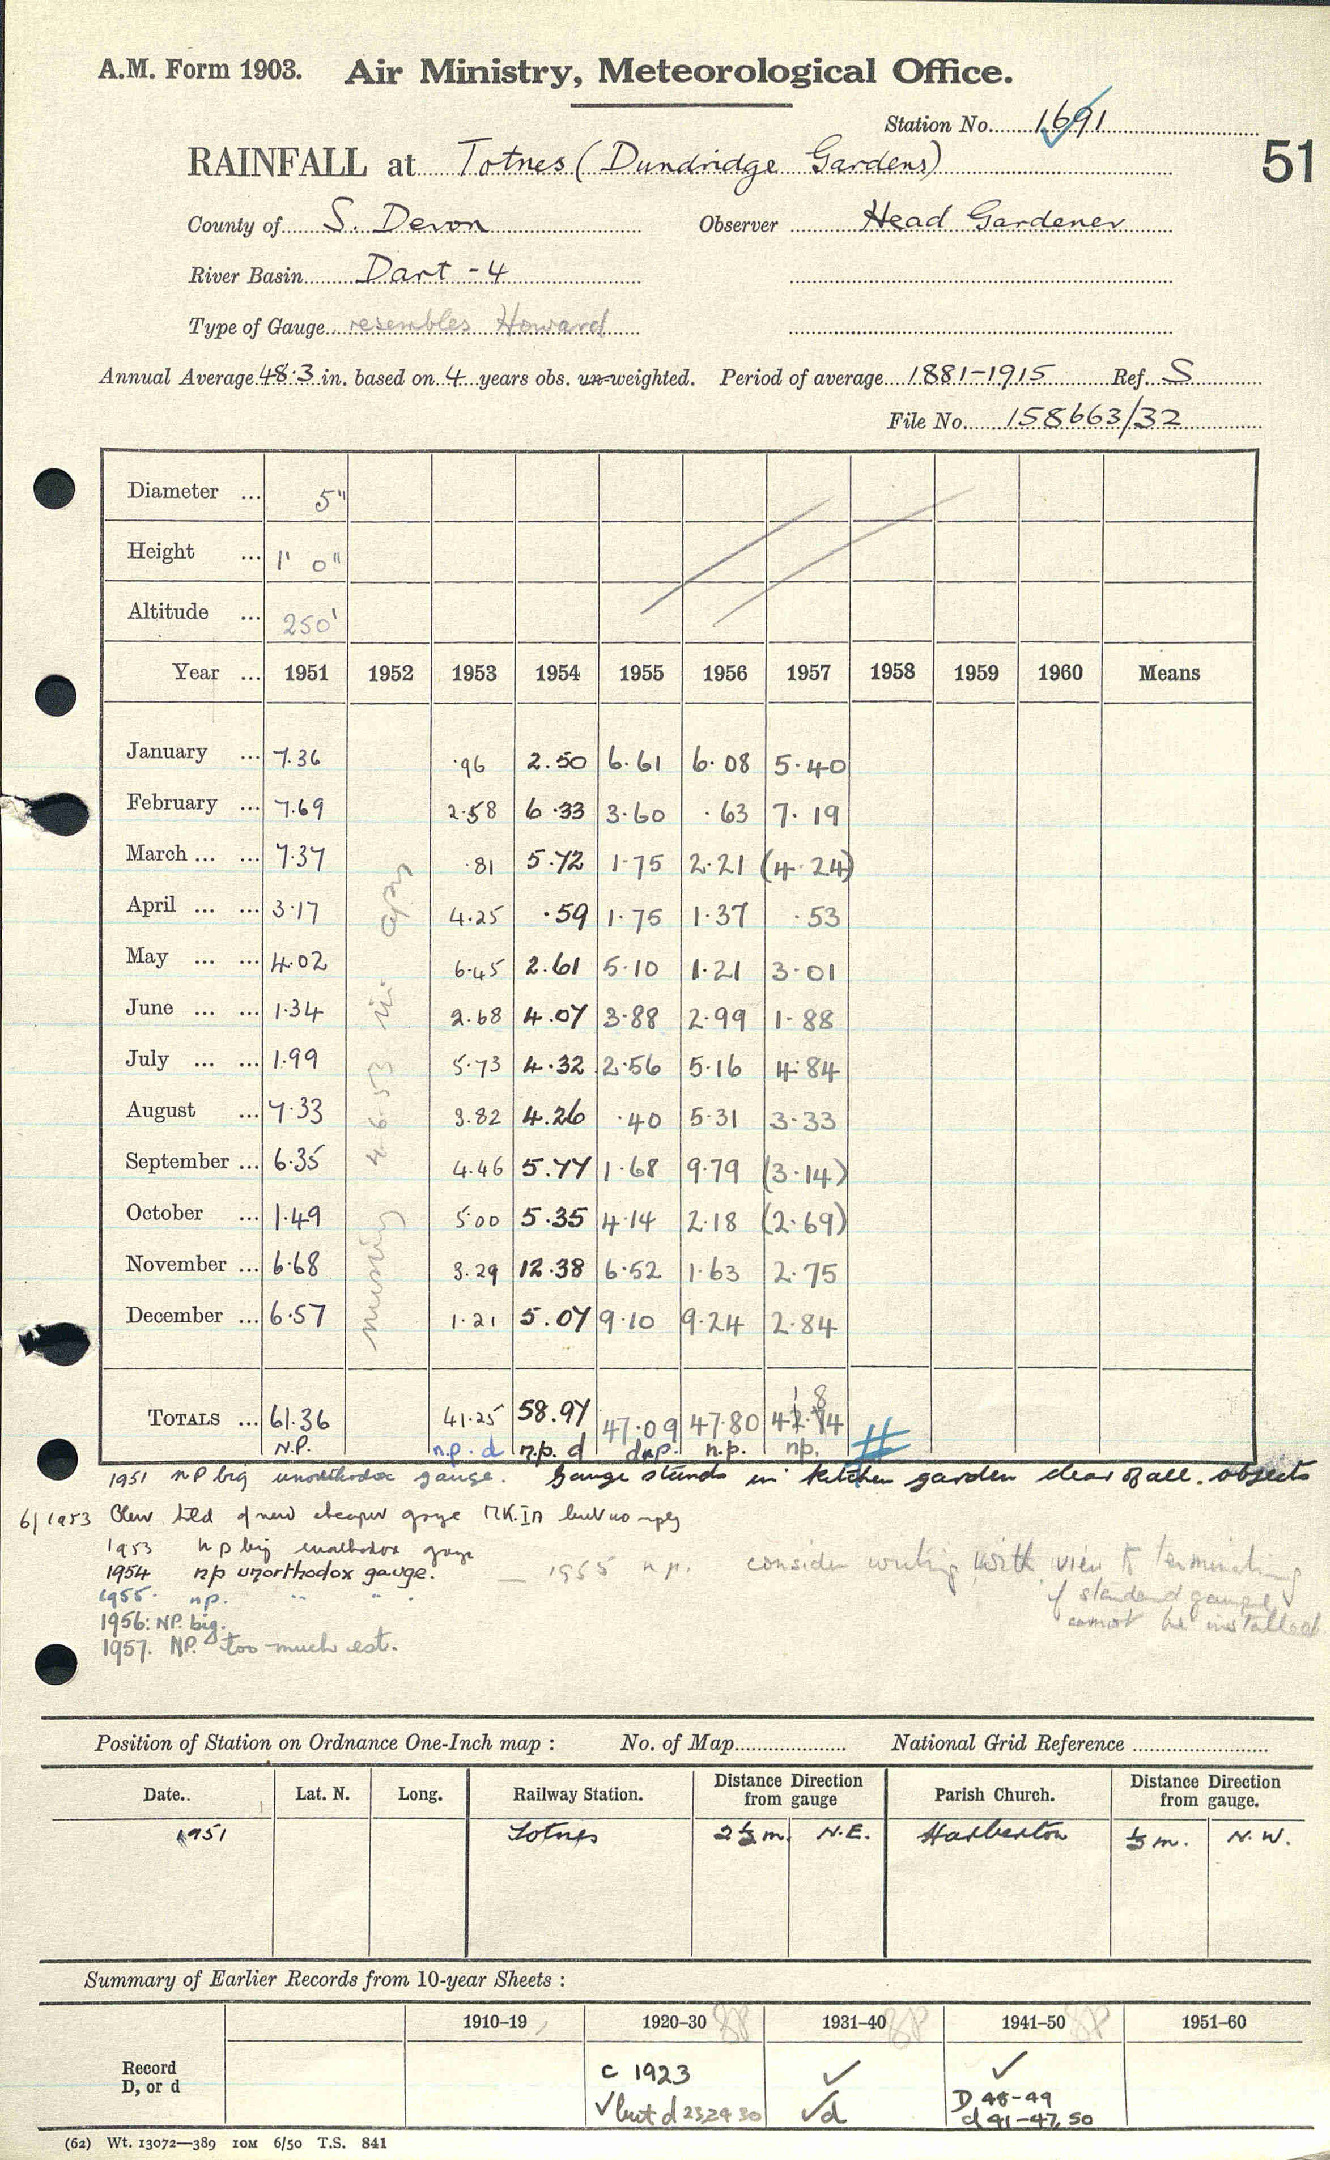 A.M. Form 1903. Air Ministry, Meteorological Office.
Station No. 1691
51
RAINFALL at Totnes (Dundridge Gardens)
County of S. Devon Observer Head Gardener
River Basin Dart - 4
Type of Gauge resembles Howard
Annual Average 48.3 in. based on 4 years obs. un-weighted. Period of average 1881-1915 Ref. S
File No. 158663/32
Diameter ... 5"
Height ... 1' 0"
Altitude ... 250'
Year ... 1951 1952 1953 1954 1955 1956 1957 1958 1959 1960 Means
January ... 7.36 .96 2.50 6.61 6.08 5.40
February ... 7.69 2.58 6.33 3.60 .63 7.19
March ... ... 7.37 .81 5.72 1.75 2.21 (4.24)
April ... ... 3.17 4.25 .59 1.75 1.37 .53
May ... ... 4.02 6.45 2.61 5.10 1.21 3.01
June ... ... 1.34 2.68 4.07 3.88 2.99 1.88
July ... ... 1.99 5.73 4.32 2.56 5.16 4.84
August ... 7.33 3.82 4.26 .40 5.31 3.33
September ... 6.35 4.46 5.77 1.68 9.79 (3.14)
October ... 1.49 5.00 5.35 4.14 2.18 (2.69)
November ... 6.68 3.29 12.38 6.52 1.63 2.75
December ... 6.57 1.21 5.07 9.10 9.24 2.84
missing 4.6.53
TOTALS ... 61.36 41.25 58.97 47.09 47.80 41.84
N.P. n.p. d n.p. d dnp. n.p. np. #
1951 NP big unorthodox gauge. Gauge stands in kitchen garden clear of all objects
6/1953 of new cheaper gauge MK.IA but no reply
1953 np big unorthodox gauge
1954 np unorthodox gauge. 1955 n.p. consider writing with view to terminating
if standard gauge
cannot be installed
1955. np. " " .
1956: NP. big.
1957. NP. too much est.
Position of Station on Ordnance One-Inch map : No. of Map National Grid Reference
Date.. Lat. N. Long. Railway Station. Distance Direction from gauge Parish Church. Distance Direction from gauge.
1951 Totnes 2½ m. N.E. Harberton ½ m. N.W.
Summary of Earlier Records from 10-year Sheets :
1910-19 1920-30 1931-40 1941-50 1951-60
Record
D, or d
c 1923 ✓ ✓
✓ but d 23,29 30 ✓d D 48-49
d 41-47, 50
(62) Wt. 13072—389 10M 6/50 T.S. 841